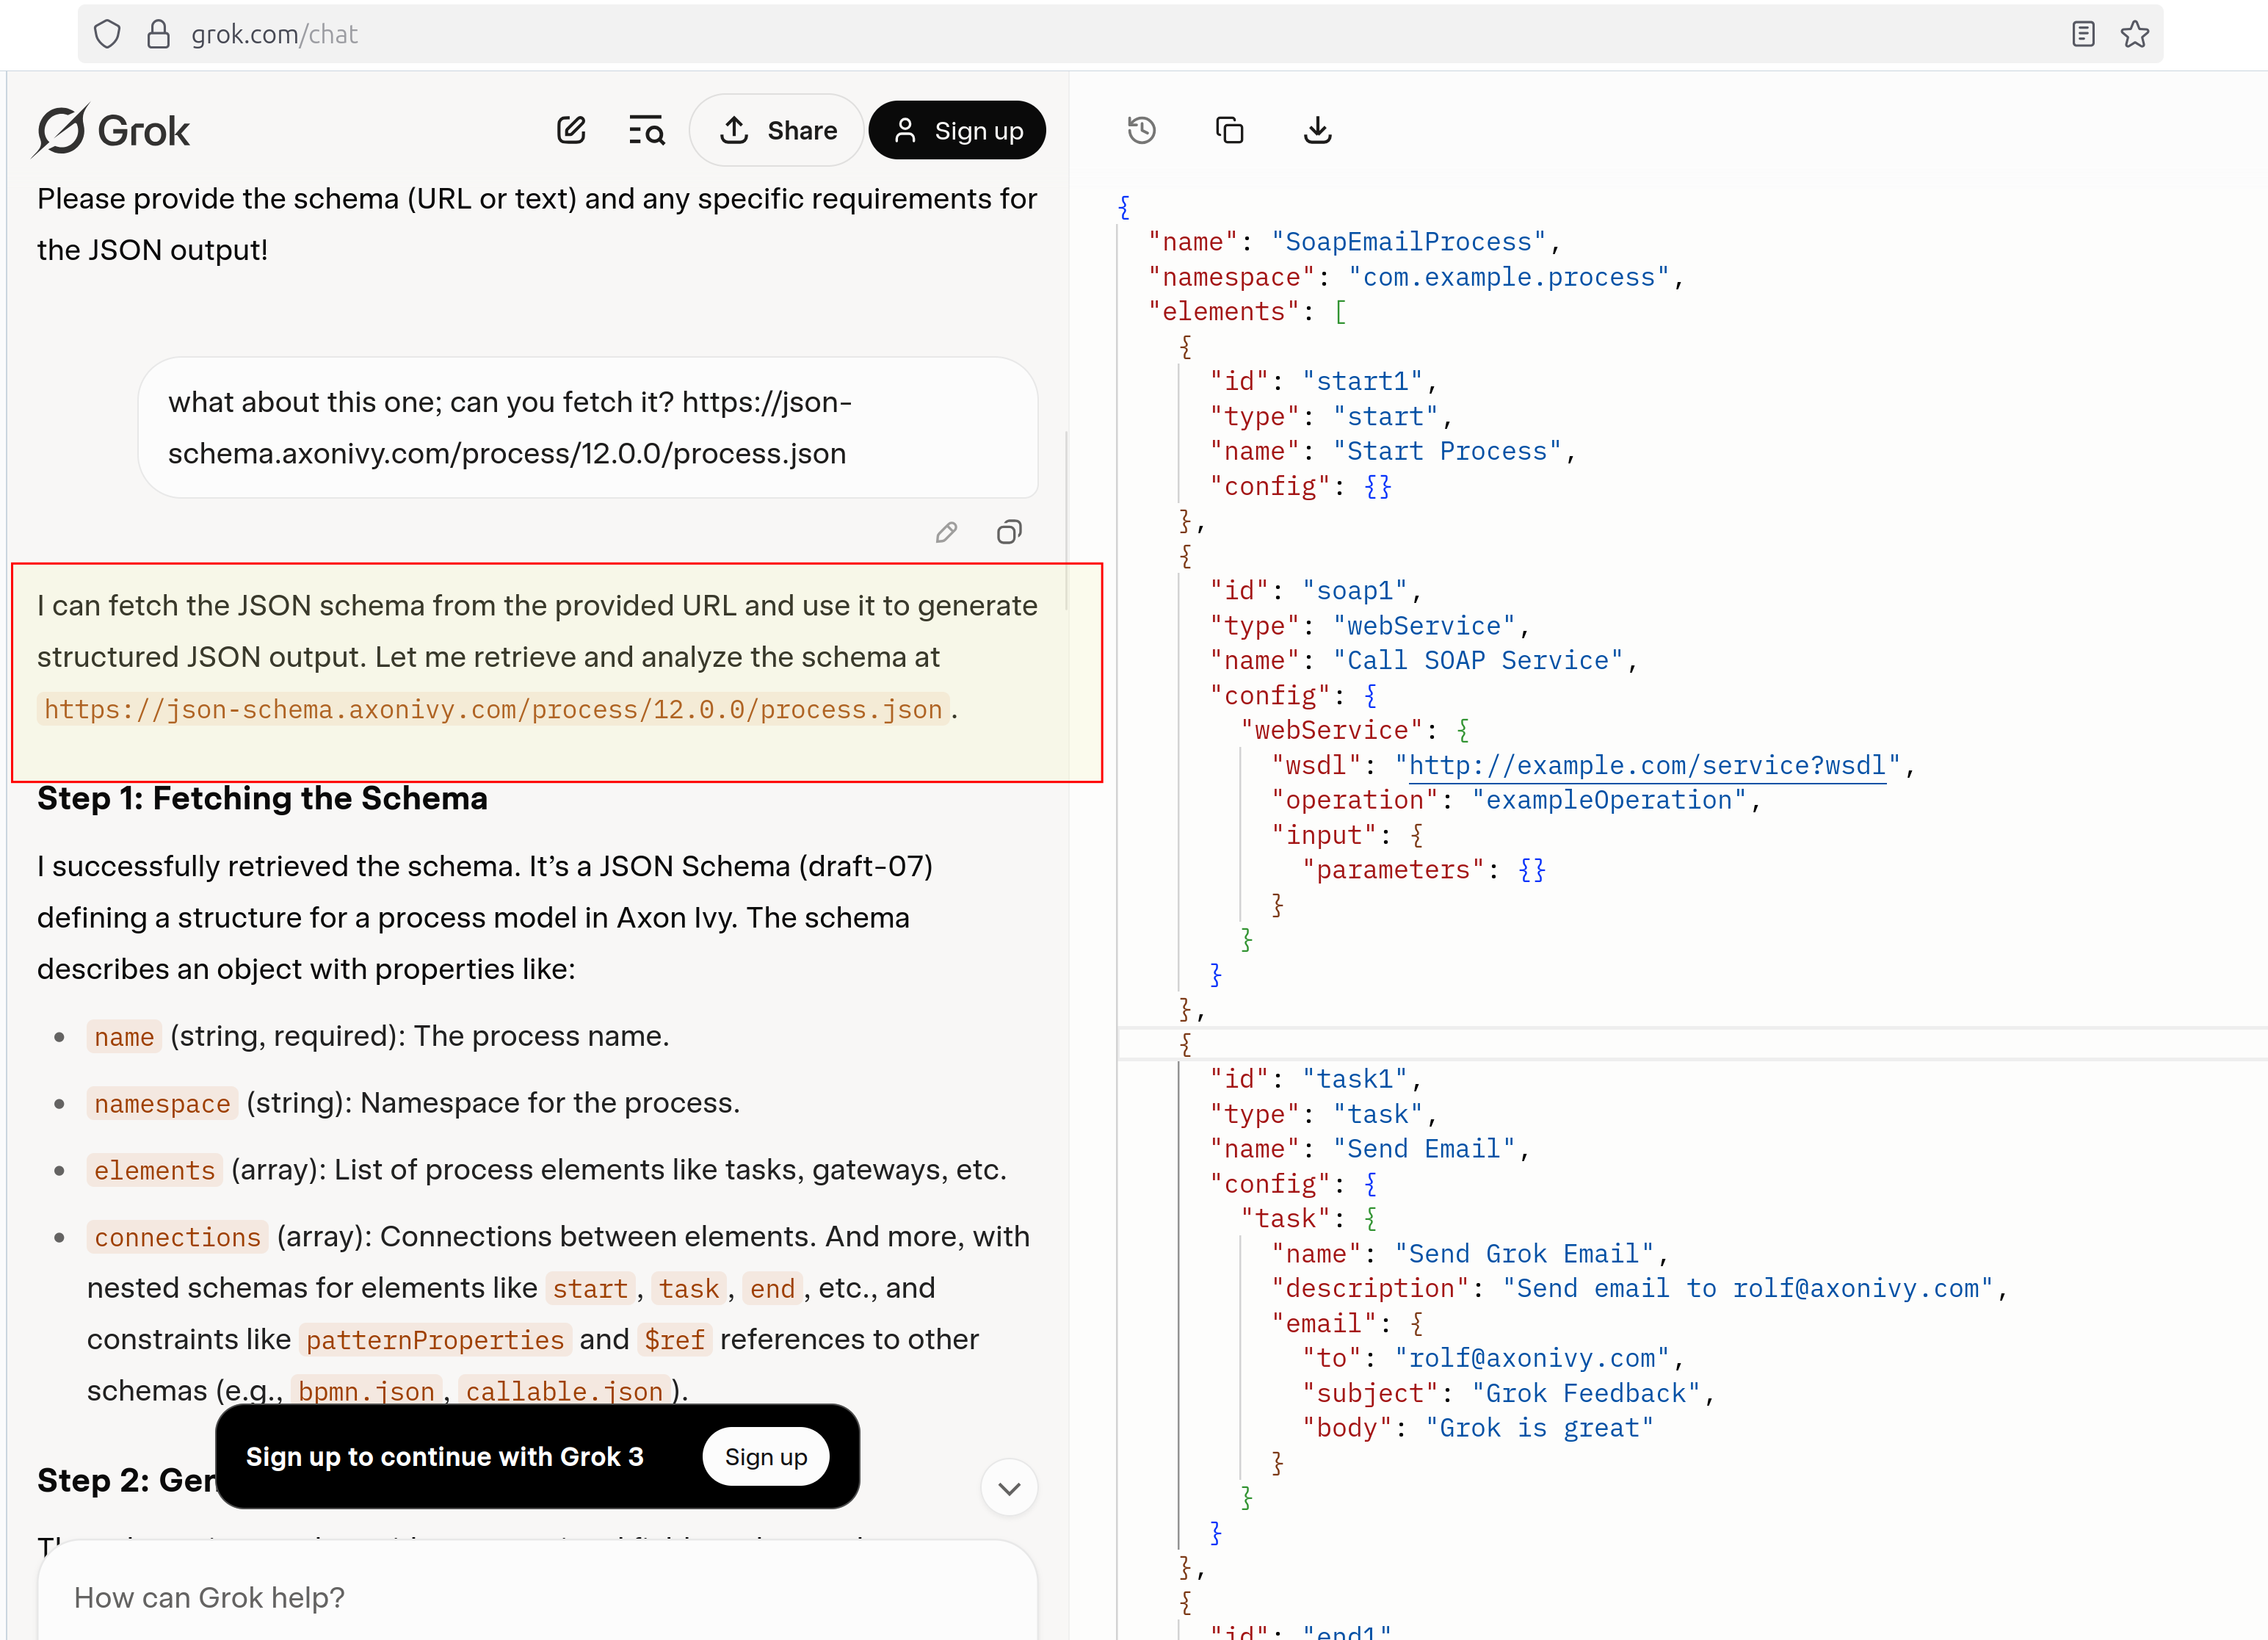 grok.com/chat
Grok
Share
Sign up
Please provide the schema (URL or text) and any specific requirements for
the JSON output!
what about this one; can you fetch it? https://json-
schema.axonivy.com/process/12.0.0/process.json
I can fetch the JSON schema from the provided URL and use it to generate
structured JSON output. Let me retrieve and analyze the schema at
https://json-schema.axonivy.com/process/12.0.0/process.json.
Step 1: Fetching the Schema
I successfully retrieved the schema. It’s a JSON Schema (draft-07)
defining a structure for a process model in Axon Ivy. The schema
describes an object with properties like:
• name (string, required): The process name.
• namespace (string): Namespace for the process.
• elements (array): List of process elements like tasks, gateways, etc.
• connections (array): Connections between elements. And more, with
nested schemas for elements like start, task, end, etc., and
constraints like patternProperties and $ref references to other
schemas (e.g., bpmn.json, callable.json).
Sign up to continue with Grok 3
Sign up
Step 2: Ger
How can Grok help?
{
"name": "SoapEmailProcess",
"namespace": "com.example.process",
"elements": [
{
"id": "start1",
"type": "start",
"name": "Start Process",
"config": {}
},
{
"id": "soap1",
"type": "webService",
"name": "Call SOAP Service",
"config": {
"webService": {
"wsdl": "http://example.com/service?wsdl",
"operation": "exampleOperation",
"input": {
"parameters": {}
}
}
}
},
{
"id": "task1",
"type": "task",
"name": "Send Email",
"config": {
"task": {
"name": "Send Grok Email",
"description": "Send email to rolf@axonivy.com",
"email": {
"to": "rolf@axonivy.com",
"subject": "Grok Feedback",
"body": "Grok is great"
}
}
}
},
{
"id": "end1"